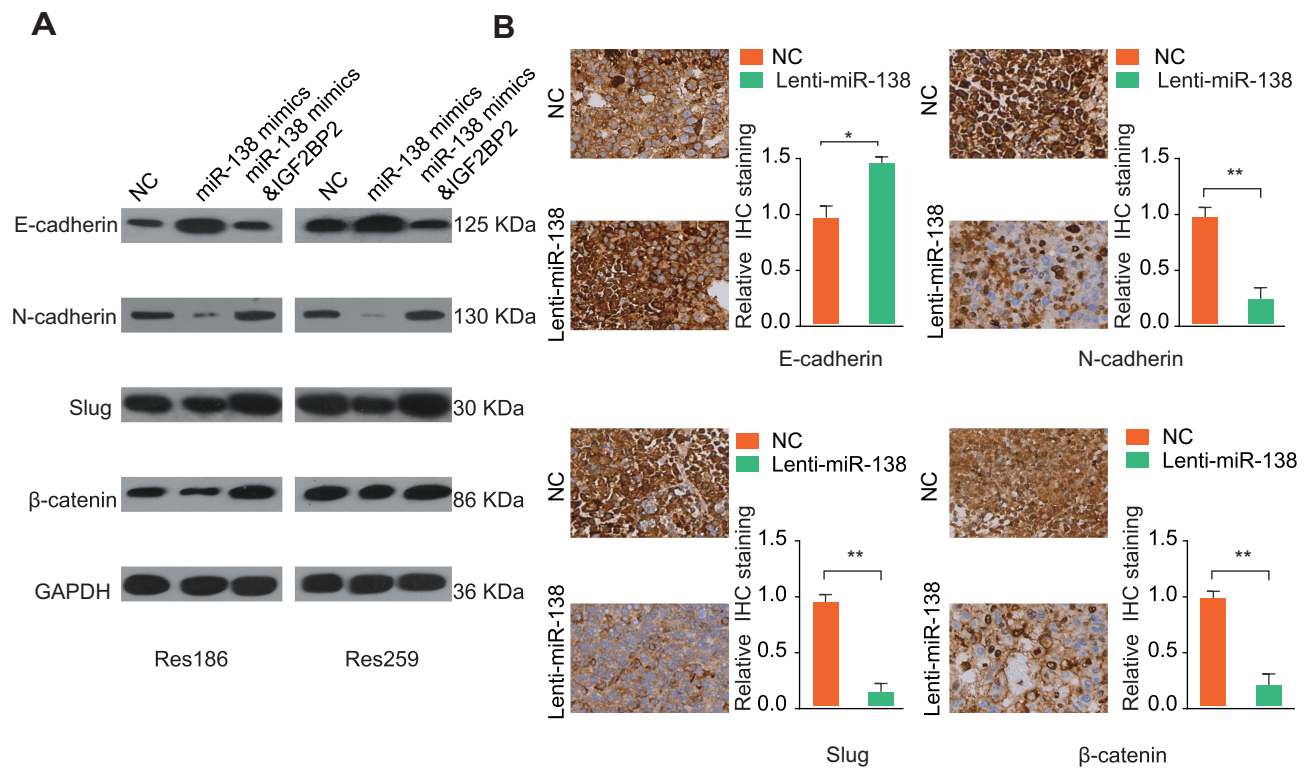 A
NC
miR-138 mimics
miR-138 mimics
&IGF2BP2
NC
miR-138 mimics
miR-138 mimics
&IGF2BP2
E-cadherin
125 KDa
N-cadherin
130 KDa
Slug
30 KDa
β-catenin
86 KDa
GAPDH
36 KDa
Res186
Res259
B
NC
Lenti-miR-138
NC
Lenti-miR-138
Relative IHC staining
1.5
1.0
0.5
0.0
*
E-cadherin
NC
Lenti-miR-138
NC
Lenti-miR-138
Relative IHC staining
1.5
1.0
0.5
0.0
**
N-cadherin
NC
Lenti-miR-138
NC
Lenti-miR-138
Relative IHC staining
1.5
1.0
0.5
0.0
**
Slug
NC
Lenti-miR-138
NC
Lenti-miR-138
Relative IHC staining
1.5
1.0
0.5
0.0
**
β-catenin